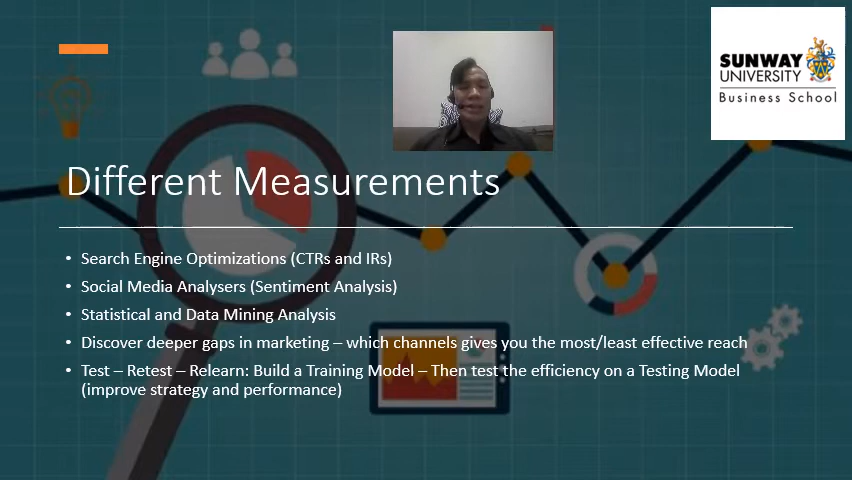 SUNWAY
UNIVERSITY
Business School
Different Measurements
• Search Engine Optimizations (CTRs and IRs)
• Social Media Analysers (Sentiment Analysis)
• Statistical and Data Mining Analysis
• Discover deeper gaps in marketing – which channels gives you the most/least effective reach
• Test – Retest – Relearn: Build a Training Model – Then test the efficiency on a Testing Model
(improve strategy and performance)